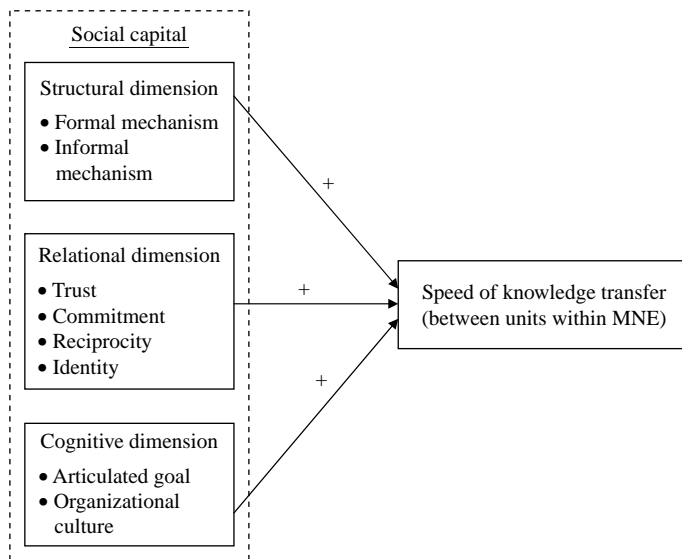 Social capital
Structural dimension
• Formal mechanism
• Informal
mechanism
+
Relational dimension
• Trust
• Commitment
• Reciprocity
• Identity
+
Speed of knowledge transfer
(between units within MNE)
+
Cognitive dimension
• Articulated goal
• Organizational
culture